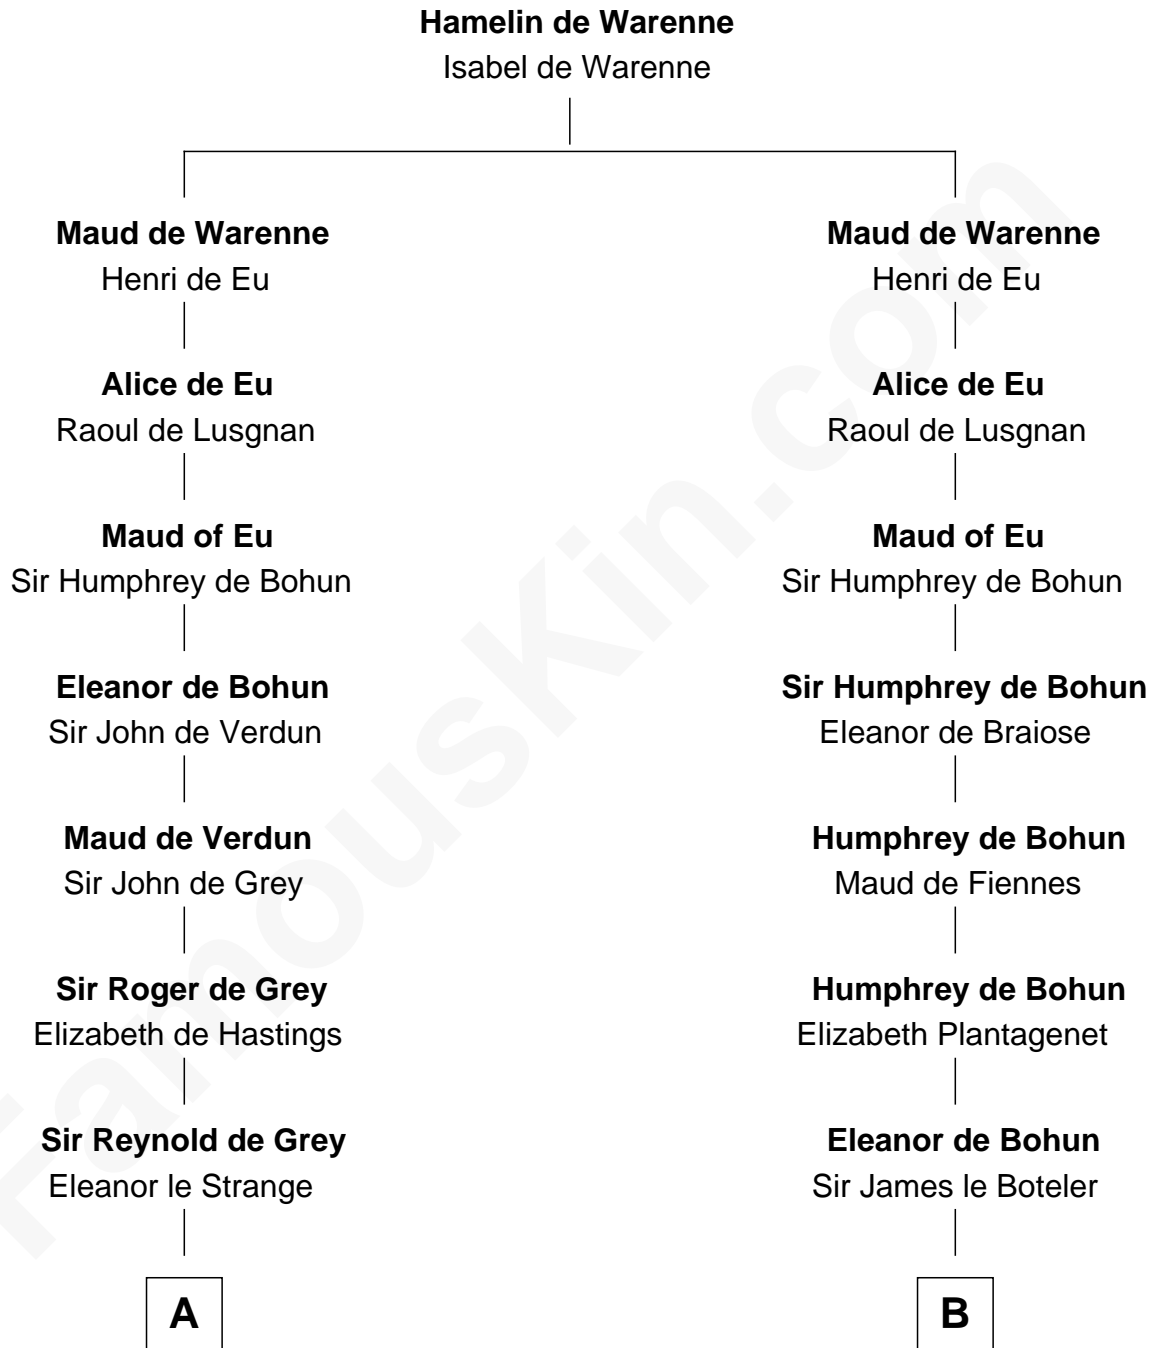 Hamelin de Warenne
Isabel de Warenne
Maud de Warenne
Henri de Eu
Maud de Warenne
Henri de Eu
Alice de Eu
Raoul de Lusgnan
Alice de Eu
Raoul de Lusgnan
Maud of Eu
Sir Humphrey de Bohun
Maud of Eu
Sir Humphrey de Bohun
Eleanor de Bohun
Sir John de Verdun
Sir Humphrey de Bohun
Eleanor de Braiose
Maud de Verdun
Sir John de Grey
Humphrey de Bohun
Maud de Fiennes
Sir Roger de Grey
Elizabeth de Hastings
Humphrey de Bohun
Elizabeth Plantagenet
Sir Reynold de Grey
Eleanor le Strange
Eleanor de Bohun
Sir James le Boteler
A
B
FamousKin.com